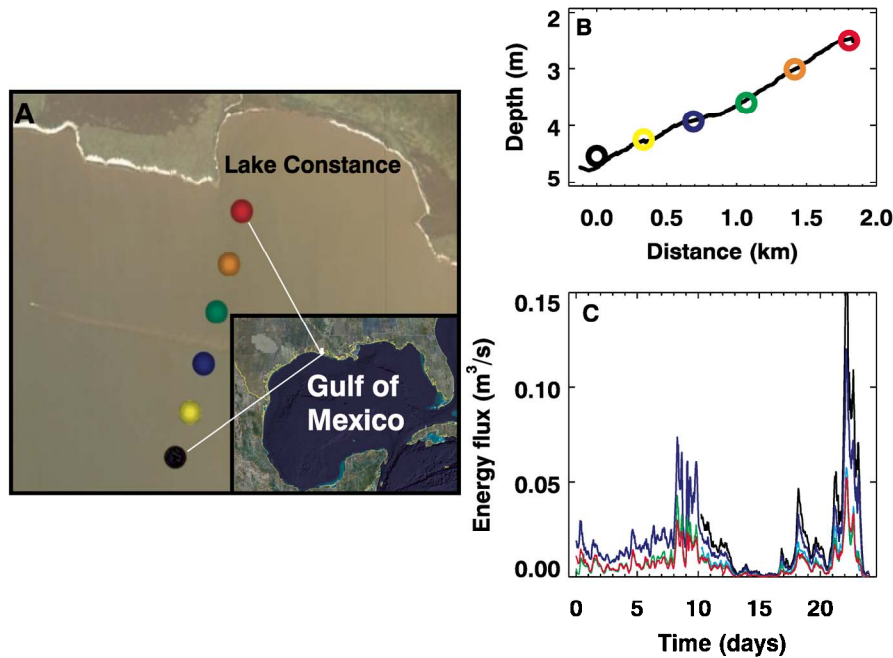 A
Lake Constance
Gulf of
Mexico
B
Depth (m)
2
3
4
5
0.0 0.5 1.0 1.5 2.0
Distance (km)
C
Energy flux (m³/s)
0.15
0.10
0.05
0.00
0 5 10 15 20
Time (days)